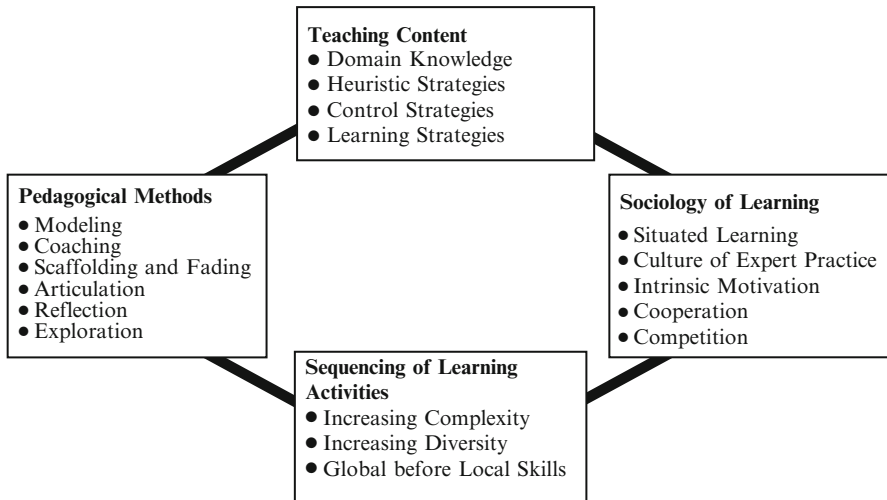 Teaching Content
● Domain Knowledge
● Heuristic Strategies
● Control Strategies
● Learning Strategies
Pedagogical Methods
● Modeling
● Coaching
● Scaffolding and Fading
● Articulation
● Reflection
● Exploration
Sociology of Learning
● Situated Learning
● Culture of Expert Practice
● Intrinsic Motivation
● Cooperation
● Competition
Sequencing of Learning
Activities
● Increasing Complexity
● Increasing Diversity
● Global before Local Skills